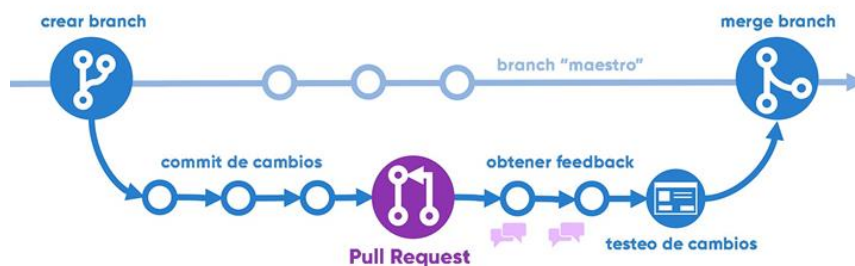 crear branch
merge branch
branch "maestro"
commit de cambios
obtener feedback
Pull Request
testeo de cambios